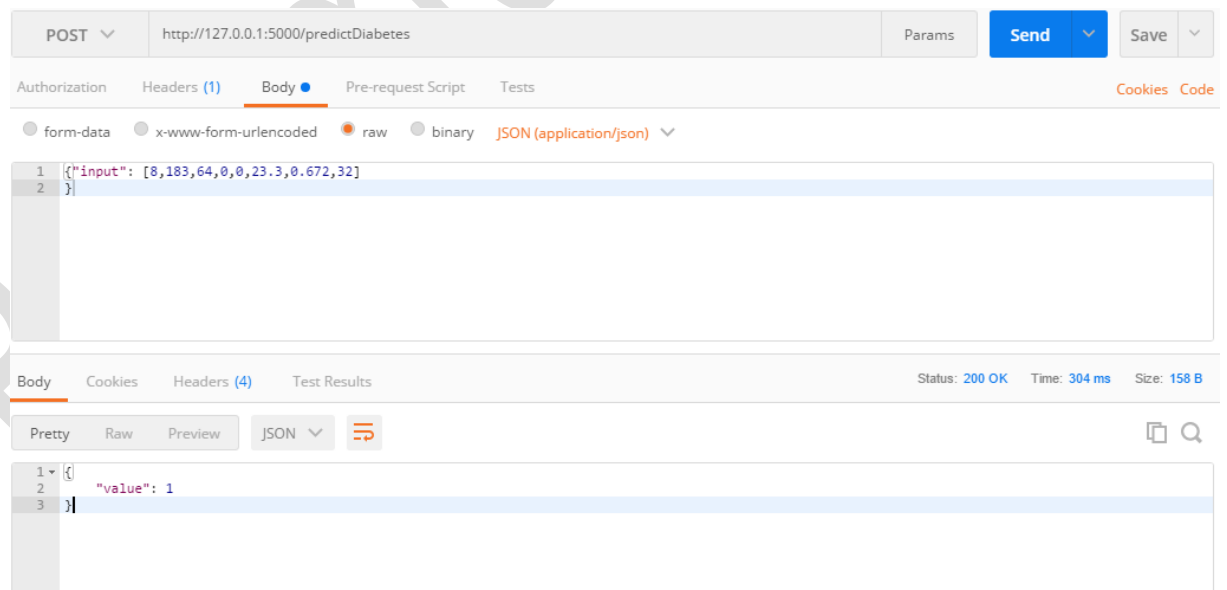 POST http://127.0.0.1:5000/predictDiabetes Params Send Save
Authorization Headers (1) Body Pre-request Script Tests Cookies Code
form-data x-www-form-urlencoded raw binary JSON (application/json)
1 {"input": [8,183,64,0,0,23.3,0.672,32]
2 }
Body Cookies Headers (4) Test Results Status: 200 OK Time: 304 ms Size: 158 B
Pretty Raw Preview JSON
1 {
2 "value": 1
3 }